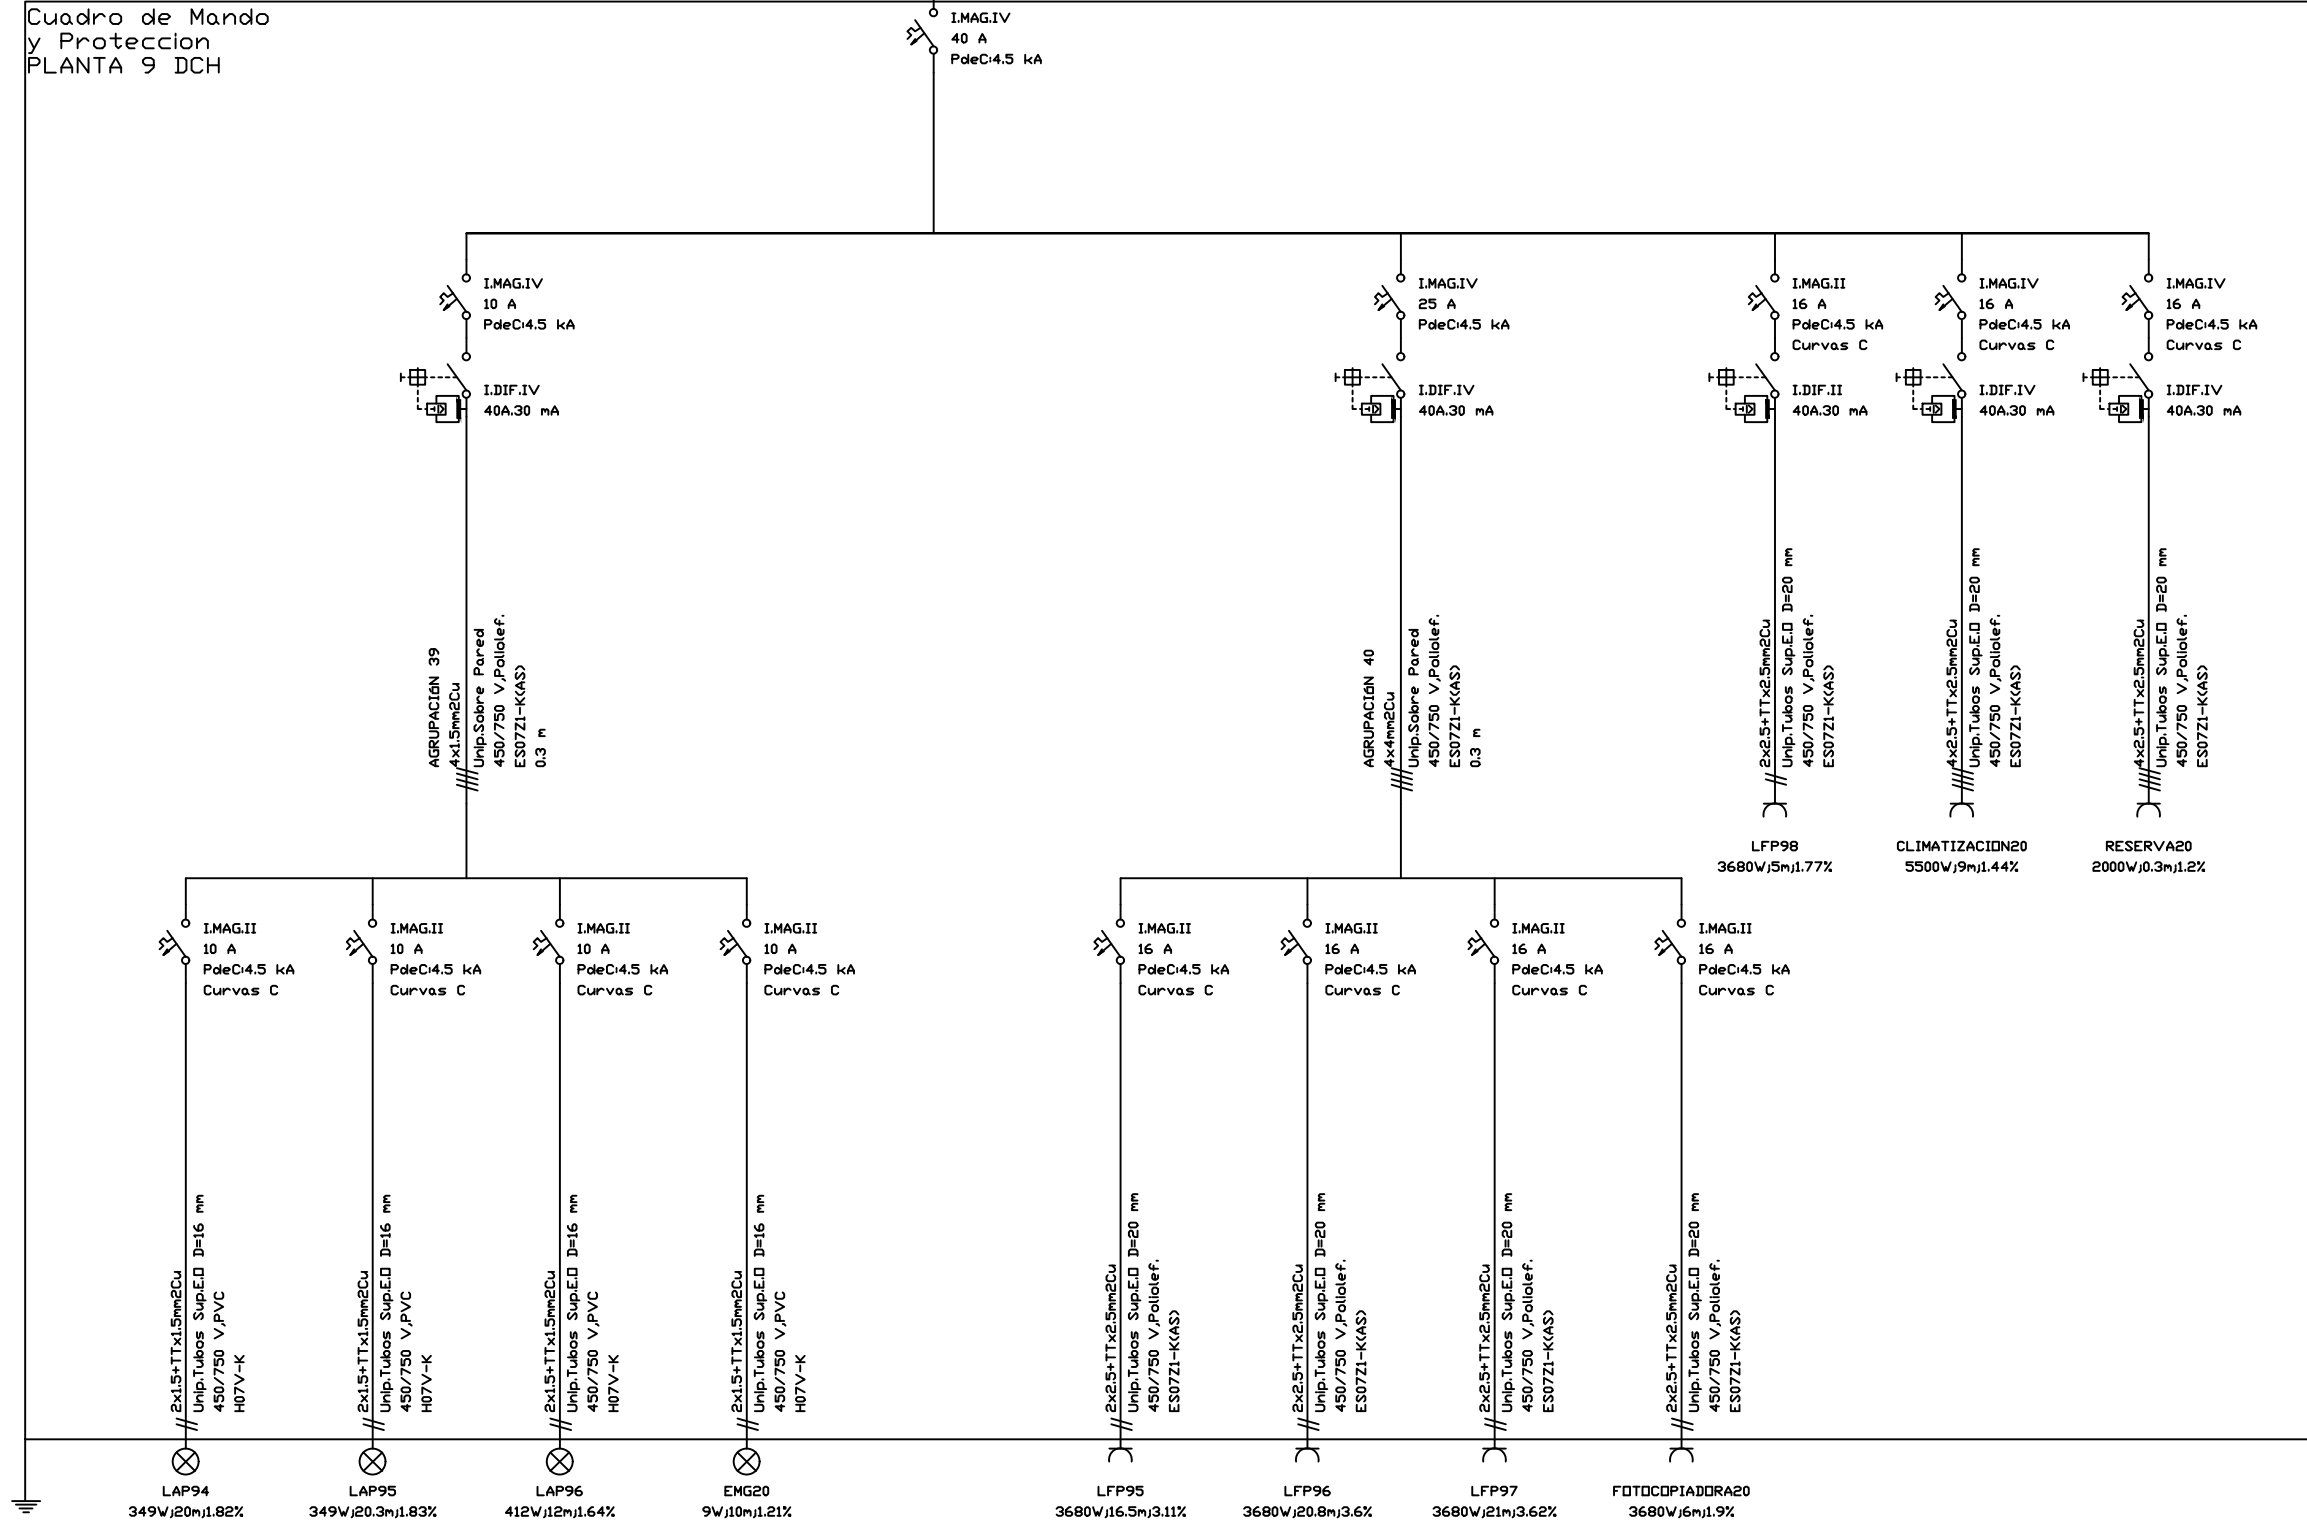 Cuadro de Mando
y Proteccion
PLANTA 9 DCH
I.MAG.IV
40 A
PdeC:4.5 kA
I.MAG.IV
10 A
PdeC:4.5 kA
I.DIF.IV
40A.30 mA
AGRUPACIóN 39
4x1.5mm2Cu
Unip.Sobre Pared
450/750 V,Poliolef.
ES07Z1-K(AS)
0.3 m
I.MAG.IV
25 A
PdeC:4.5 kA
I.DIF.IV
40A.30 mA
AGRUPACIóN 40
4x4mm2Cu
Unip.Sobre Pared
450/750 V,Poliolef.
ES07Z1-K(AS)
0.3 m
I.MAG.II
16 A
PdeC:4.5 kA
Curvas C
I.DIF.II
40A.30 mA
2x2.5+TTx2.5mm2Cu
Unip.Tubos Sup.E.O D=20 mm
450/750 V,Poliolef.
ES07Z1-K(AS)
LFP98
3680W;5m;1.77%
I.MAG.IV
16 A
PdeC:4.5 kA
Curvas C
I.DIF.IV
40A.30 mA
4x2.5+TTx2.5mm2Cu
Unip.Tubos Sup.E.O D=20 mm
450/750 V,Poliolef.
ES07Z1-K(AS)
CLIMATIZACION20
5500W;9m;1.44%
I.MAG.IV
16 A
PdeC:4.5 kA
Curvas C
I.DIF.IV
40A.30 mA
4x2.5+TTx2.5mm2Cu
Unip.Tubos Sup.E.O D=20 mm
450/750 V,Poliolef.
ES07Z1-K(AS)
RESERVA20
2000W;0.3m;1.2%
I.MAG.II
10 A
PdeC:4.5 kA
Curvas C
2x1.5+TTx1.5mm2Cu
Unip.Tubos Sup.E.O D=16 mm
450/750 V,PVC
H07V-K
LAP94
349W;20m;1.82%
I.MAG.II
10 A
PdeC:4.5 kA
Curvas C
2x1.5+TTx1.5mm2Cu
Unip.Tubos Sup.E.O D=16 mm
450/750 V,PVC
H07V-K
LAP95
349W;20.3m;1.83%
I.MAG.II
10 A
PdeC:4.5 kA
Curvas C
2x1.5+TTx1.5mm2Cu
Unip.Tubos Sup.E.O D=16 mm
450/750 V,PVC
H07V-K
LAP96
412W;12m;1.64%
I.MAG.II
10 A
PdeC:4.5 kA
Curvas C
2x1.5+TTx1.5mm2Cu
Unip.Tubos Sup.E.O D=16 mm
450/750 V,PVC
H07V-K
EMG20
9W;10m;1.21%
I.MAG.II
16 A
PdeC:4.5 kA
Curvas C
2x2.5+TTx2.5mm2Cu
Unip.Tubos Sup.E.O D=20 mm
450/750 V,Poliolef.
ES07Z1-K(AS)
LFP95
3680W;16.5m;3.11%
I.MAG.II
16 A
PdeC:4.5 kA
Curvas C
2x2.5+TTx2.5mm2Cu
Unip.Tubos Sup.E.O D=20 mm
450/750 V,Poliolef.
ES07Z1-K(AS)
LFP96
3680W;20.8m;3.6%
I.MAG.II
16 A
PdeC:4.5 kA
Curvas C
2x2.5+TTx2.5mm2Cu
Unip.Tubos Sup.E.O D=20 mm
450/750 V,Poliolef.
ES07Z1-K(AS)
LFP97
3680W;21m;3.62%
I.MAG.II
16 A
PdeC:4.5 kA
Curvas C
2x2.5+TTx2.5mm2Cu
Unip.Tubos Sup.E.O D=20 mm
450/750 V,Poliolef.
ES07Z1-K(AS)
FOTOCOPIADORA20
3680W;6m;1.9%